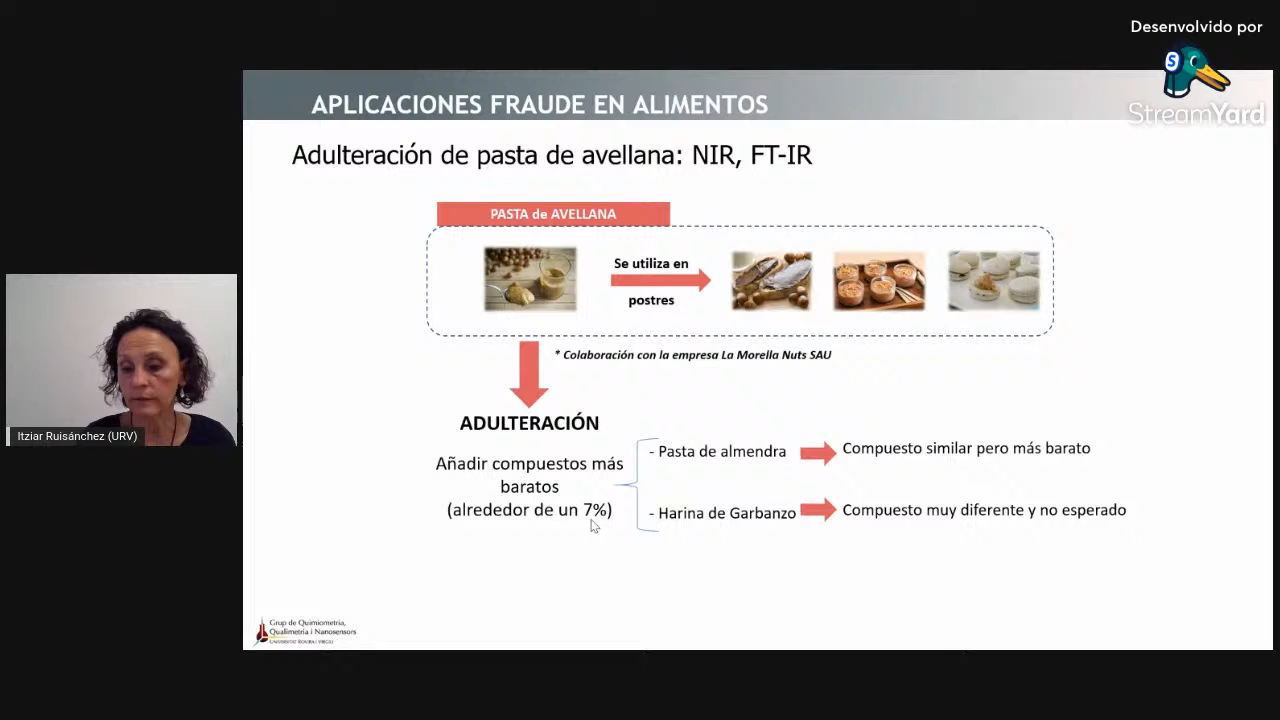 Desenvolvido por
StreamYard
APLICACIONES FRAUDE EN ALIMENTOS
Adulteración de pasta de avellana: NIR, FT-IR
PASTA de AVELLANA
Se utiliza en
postres
* Colaboración con la empresa La Morella Nuts SAU
ADULTERACIÓN
Añadir compuestos más
baratos
(alrededor de un 7%)
- Pasta de almendra
Compuesto similar pero más barato
- Harina de Garbanzo
Compuesto muy diferente y no esperado
Itziar Ruisánchez (URV)
Grup de Quimiometria,
Qualimetria i Nanosensors
UNIVERSITAT ROVIRA I VIRGILI